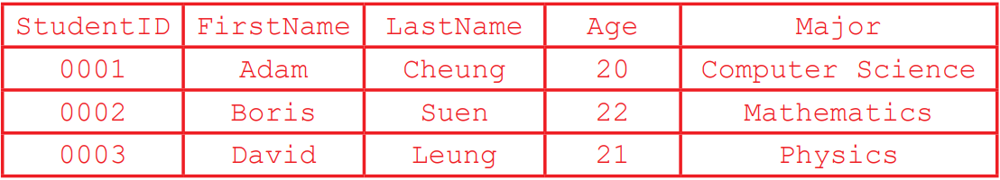 StudentID FirstName LastName Age Major
0001 Adam Cheung 20 Computer Science
0002 Boris Suen 22 Mathematics
0003 David Leung 21 Physics